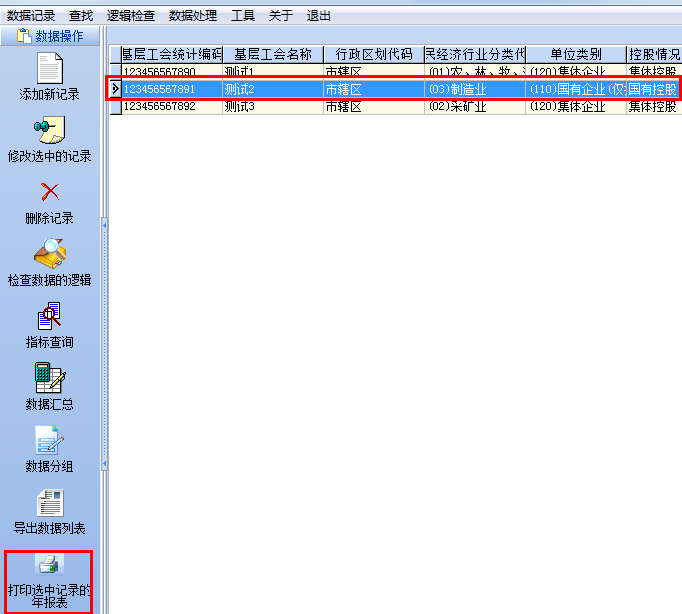 数据记录 查找 逻辑检查 数据处理 工具 关于 退出
数据操作
添加新记录
修改选中的记录
删除记录
检查数据的逻辑
指标查询
数据汇总
数据分组
导出数据列表
打印选中记录的
年报表
基层工会统计编码 基层工会名称 行政区划代码 民经济行业分类代 单位类别 控股情况
123456567890 测试1 市辖区 (01)农、林、牧、 (120)集体企业 集体控股
123456567891 测试2 市辖区 (03)制造业 (110)国有企业(仅 国有控股
123456567892 测试3 市辖区 (02)采矿业 (120)集体企业 集体控股